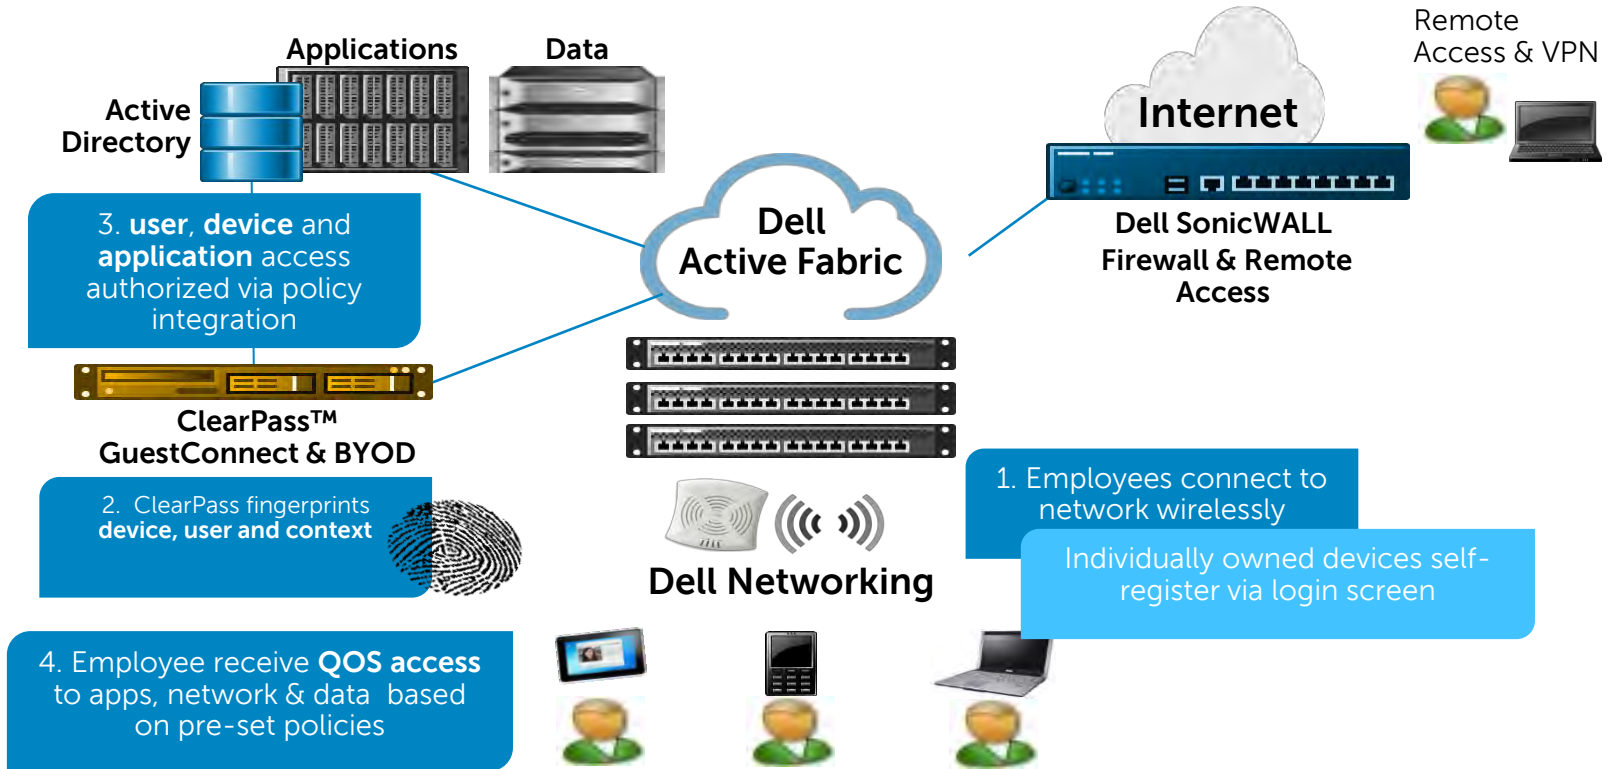 Applications
Data
Active
Directory
Internet
Remote
Access & VPN
3. user, device and
application access
authorized via policy
integration
Dell
Active Fabric
Dell SonicWALL
Firewall & Remote
Access
ClearPass™
GuestConnect & BYOD
2. ClearPass fingerprints
device, user and context
1. Employees connect to
network wirelessly
Individually owned devices self-
register via login screen
Dell Networking
4. Employee receive QOS access
to apps, network & data based
on pre-set policies